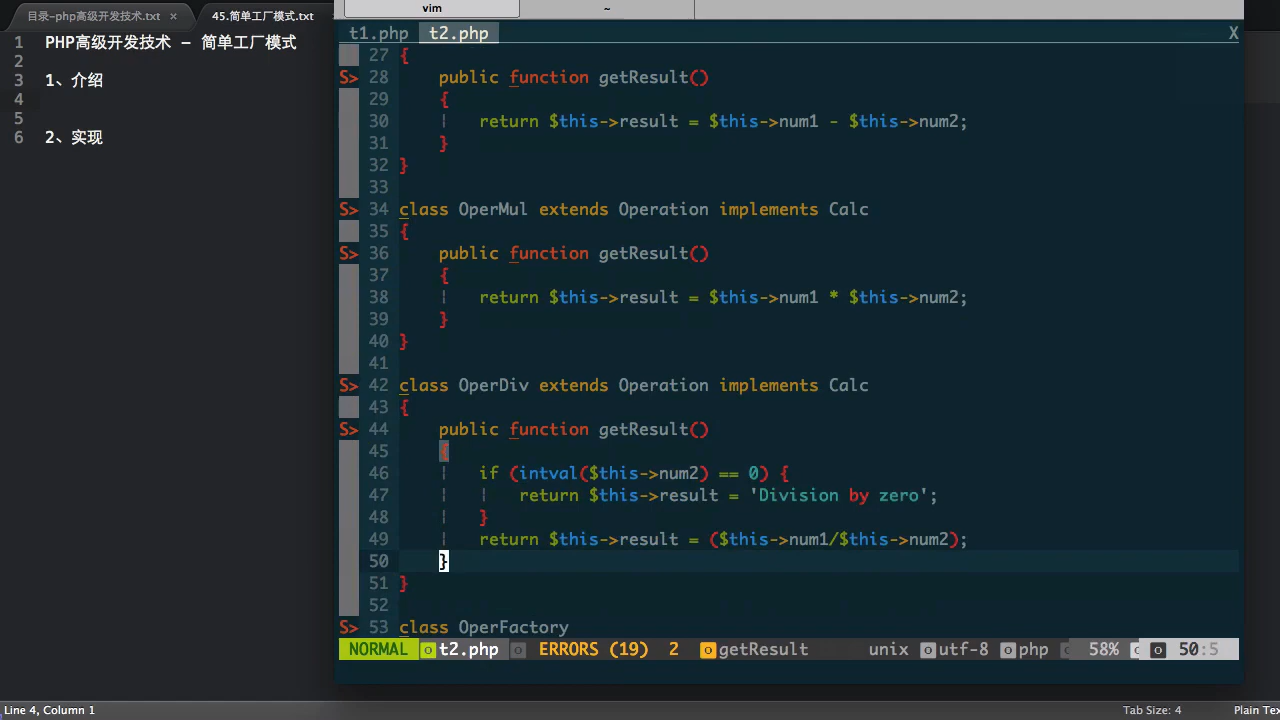 目录-php高级开发技术.txt × 45.简单工厂模式.txt
1 PHP高级开发技术 - 简单工厂模式
2
3 1、介绍
4
5
6 2、实现
vim ~
t1.php t2.php X
27 {
S> 28 public function getResult()
29 {
30 return $this->result = $this->num1 - $this->num2;
31 }
32 }
33
S> 34 class OperMul extends Operation implements Calc
35 {
S> 36 public function getResult()
37 {
38 return $this->result = $this->num1 * $this->num2;
39 }
40 }
41
S> 42 class OperDiv extends Operation implements Calc
43 {
S> 44 public function getResult()
45 {
46 if (intval($this->num2) == 0) {
47 return $this->result = 'Division by zero';
48 }
49 return $this->result = ($this->num1/$this->num2);
50 }
51 }
52
S> 53 class OperFactory
NORMAL t2.php ERRORS (19) 2 getResult unix utf-8 php 58% 50:5
Line 4, Column 1 Tab Size: 4